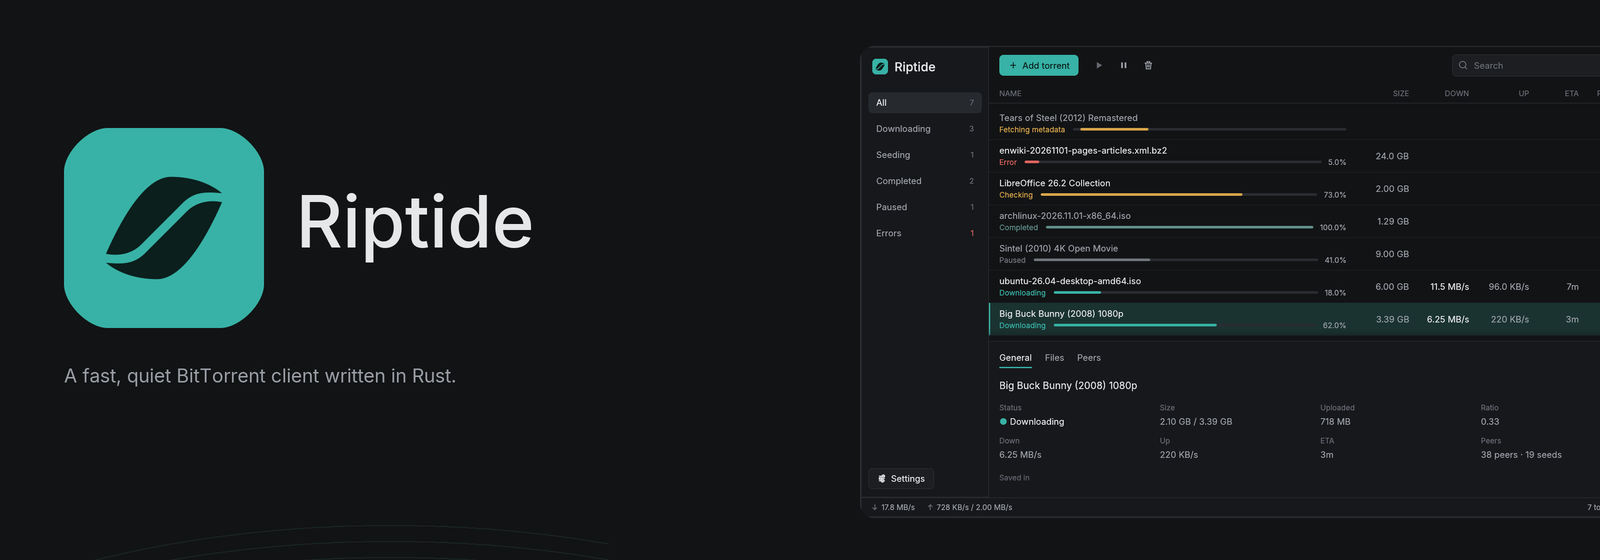 Riptide
A fast, quiet BitTorrent client written in Rust.
Riptide
All 7
Downloading 3
Seeding 1
Completed 2
Paused 1
Errors 1
Settings
Add torrent
Search
NAME SIZE DOWN UP ETA
Tears of Steel (2012) Remastered
Fetching metadata
enwiki-20261101-pages-articles.xml.bz2
Error 5.0% 24.0 GB
LibreOffice 26.2 Collection
Checking 73.0% 2.00 GB
archlinux-2026.11.01-x86_64.iso
Completed 100.0% 1.29 GB
Sintel (2010) 4K Open Movie
Paused 41.0% 9.00 GB
ubuntu-26.04-desktop-amd64.iso
Downloading 18.0% 6.00 GB 11.5 MB/s 96.0 KB/s 7m
Big Buck Bunny (2008) 1080p
Downloading 62.0% 3.39 GB 6.25 MB/s 220 KB/s 3m
General Files Peers
Big Buck Bunny (2008) 1080p
Status Size Uploaded Ratio
Downloading 2.10 GB / 3.39 GB 718 MB 0.33
Down Up ETA Peers
6.25 MB/s 220 KB/s 3m 38 peers · 19 seeds
Saved in
↓ 17.8 MB/s ↑ 728 KB/s / 2.00 MB/s 7